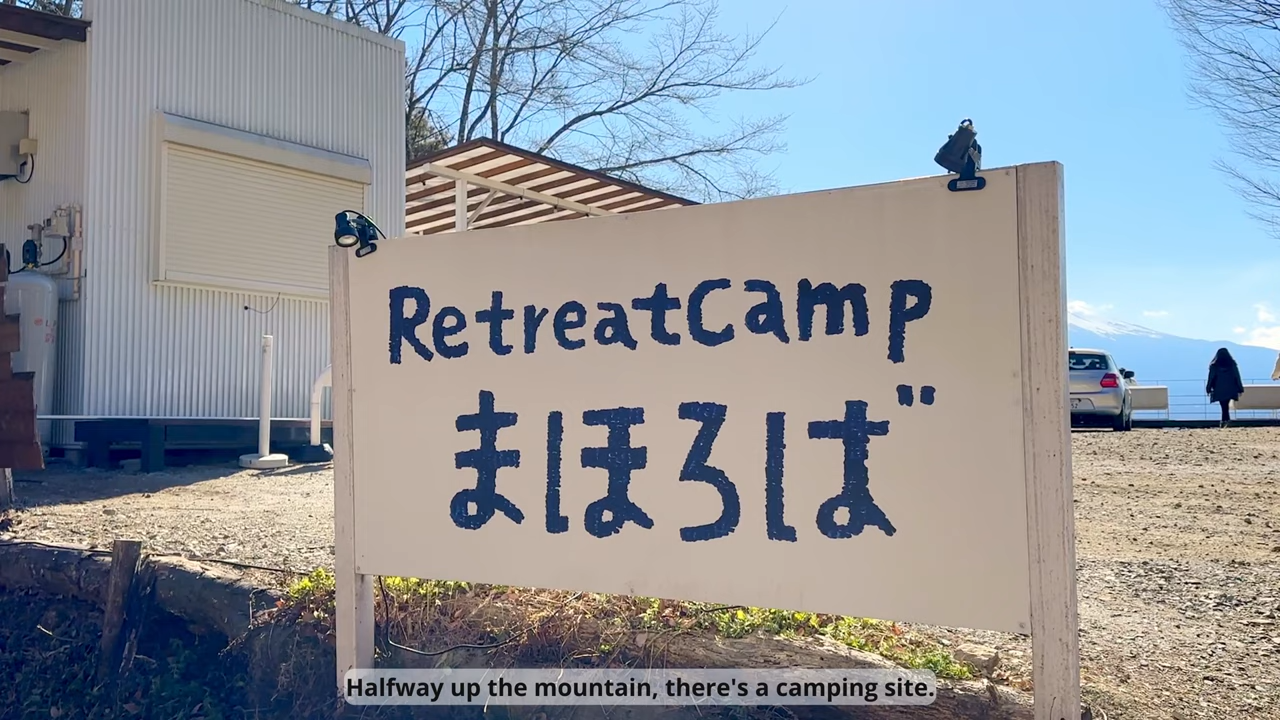 RetreatCamp
まほろば
Halfway up the mountain, there's a camping site.